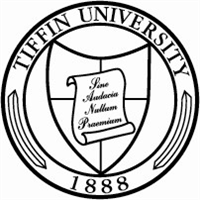 TIFFIN UNIVERSITY
Sine
Audacia
Nullum
Praemium
1888